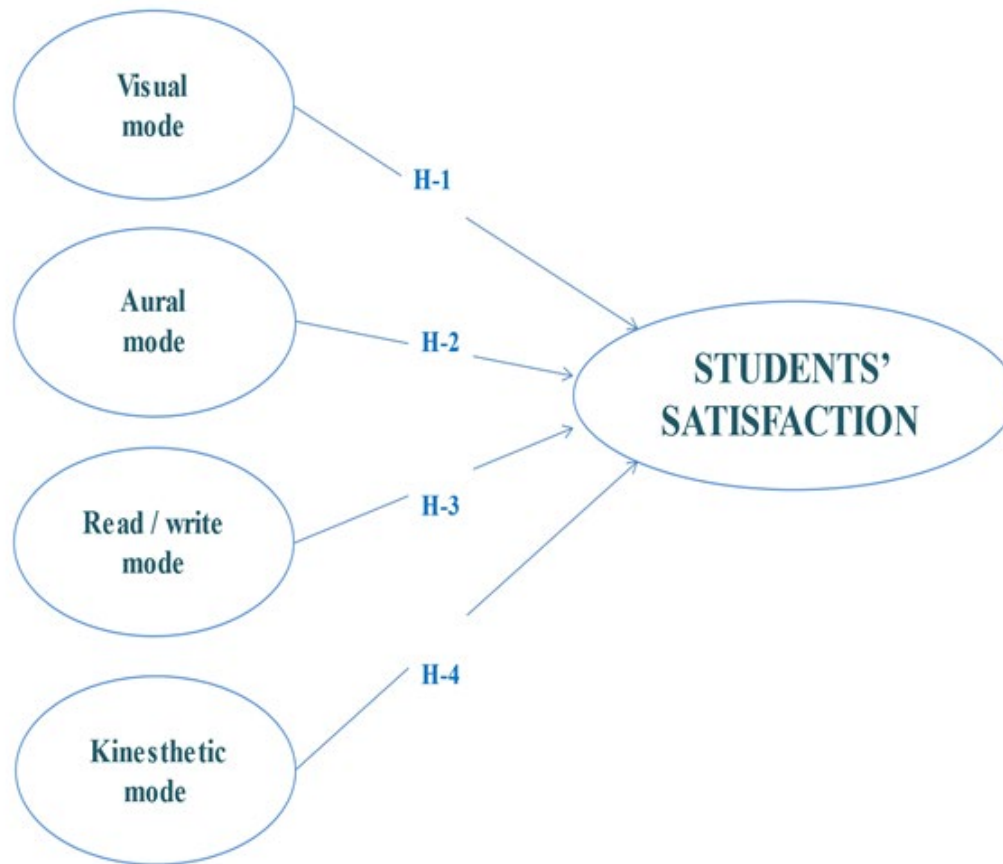 Visual
mode
H-1
Aural
mode
H-2
STUDENTS’
SATISFACTION
Read / write
mode
H-3
H-4
Kinesthetic
mode